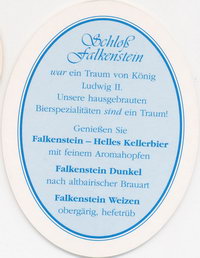 Schloß
Falkenstein
war ein Traum von König
Ludwig II.
Unsere hausgebrauten
Bierspezialitäten sind ein Traum!
Genießen Sie
Falkenstein – Helles Kellerbier
mit feinem Aromahopfen
Falkenstein Dunkel
nach altbairischer Brauart
Falkenstein Weizen
obergärig, hefetrüb